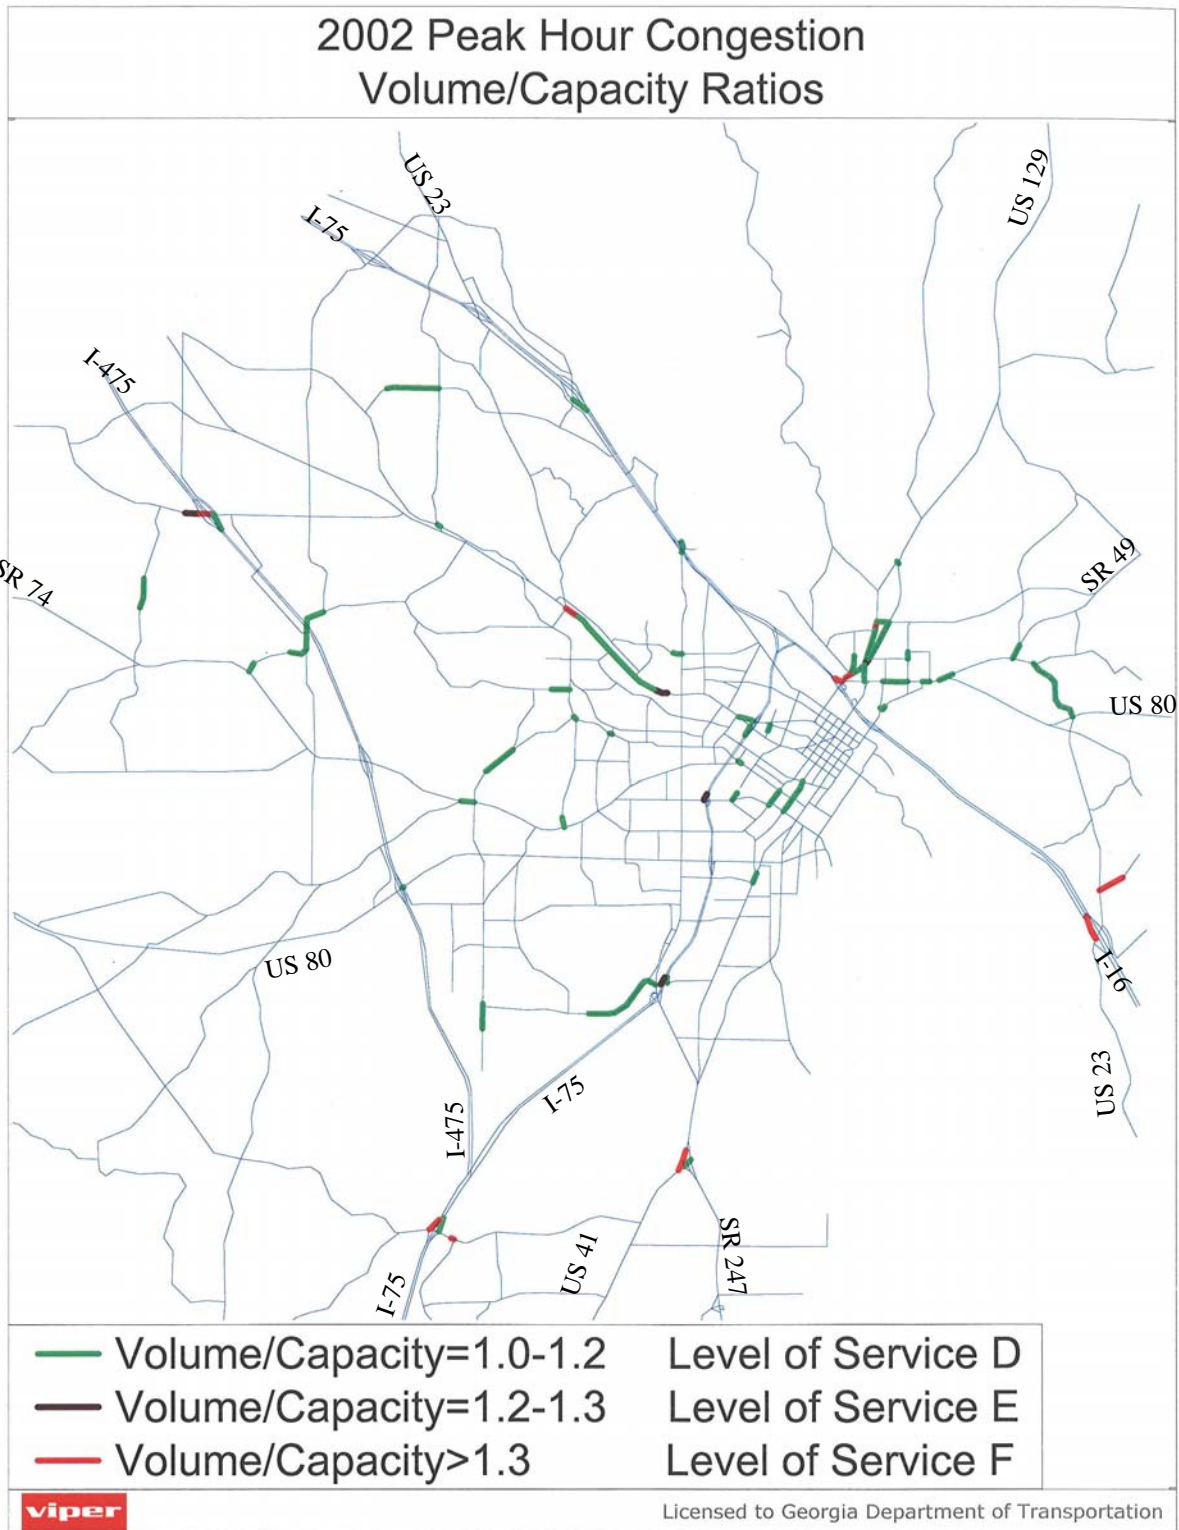 2002 Peak Hour Congestion
Volume/Capacity Ratios
US 23
US 129
I-75
I-475
SR 49
SR 74
US 80
US 80
I-16
US 23
I-75
I-475
SR 247
US 41
I-75
Volume/Capacity=1.0-1.2 Level of Service D
Volume/Capacity=1.2-1.3 Level of Service E
Volume/Capacity>1.3 Level of Service F
viper
Licensed to Georgia Department of Transportation